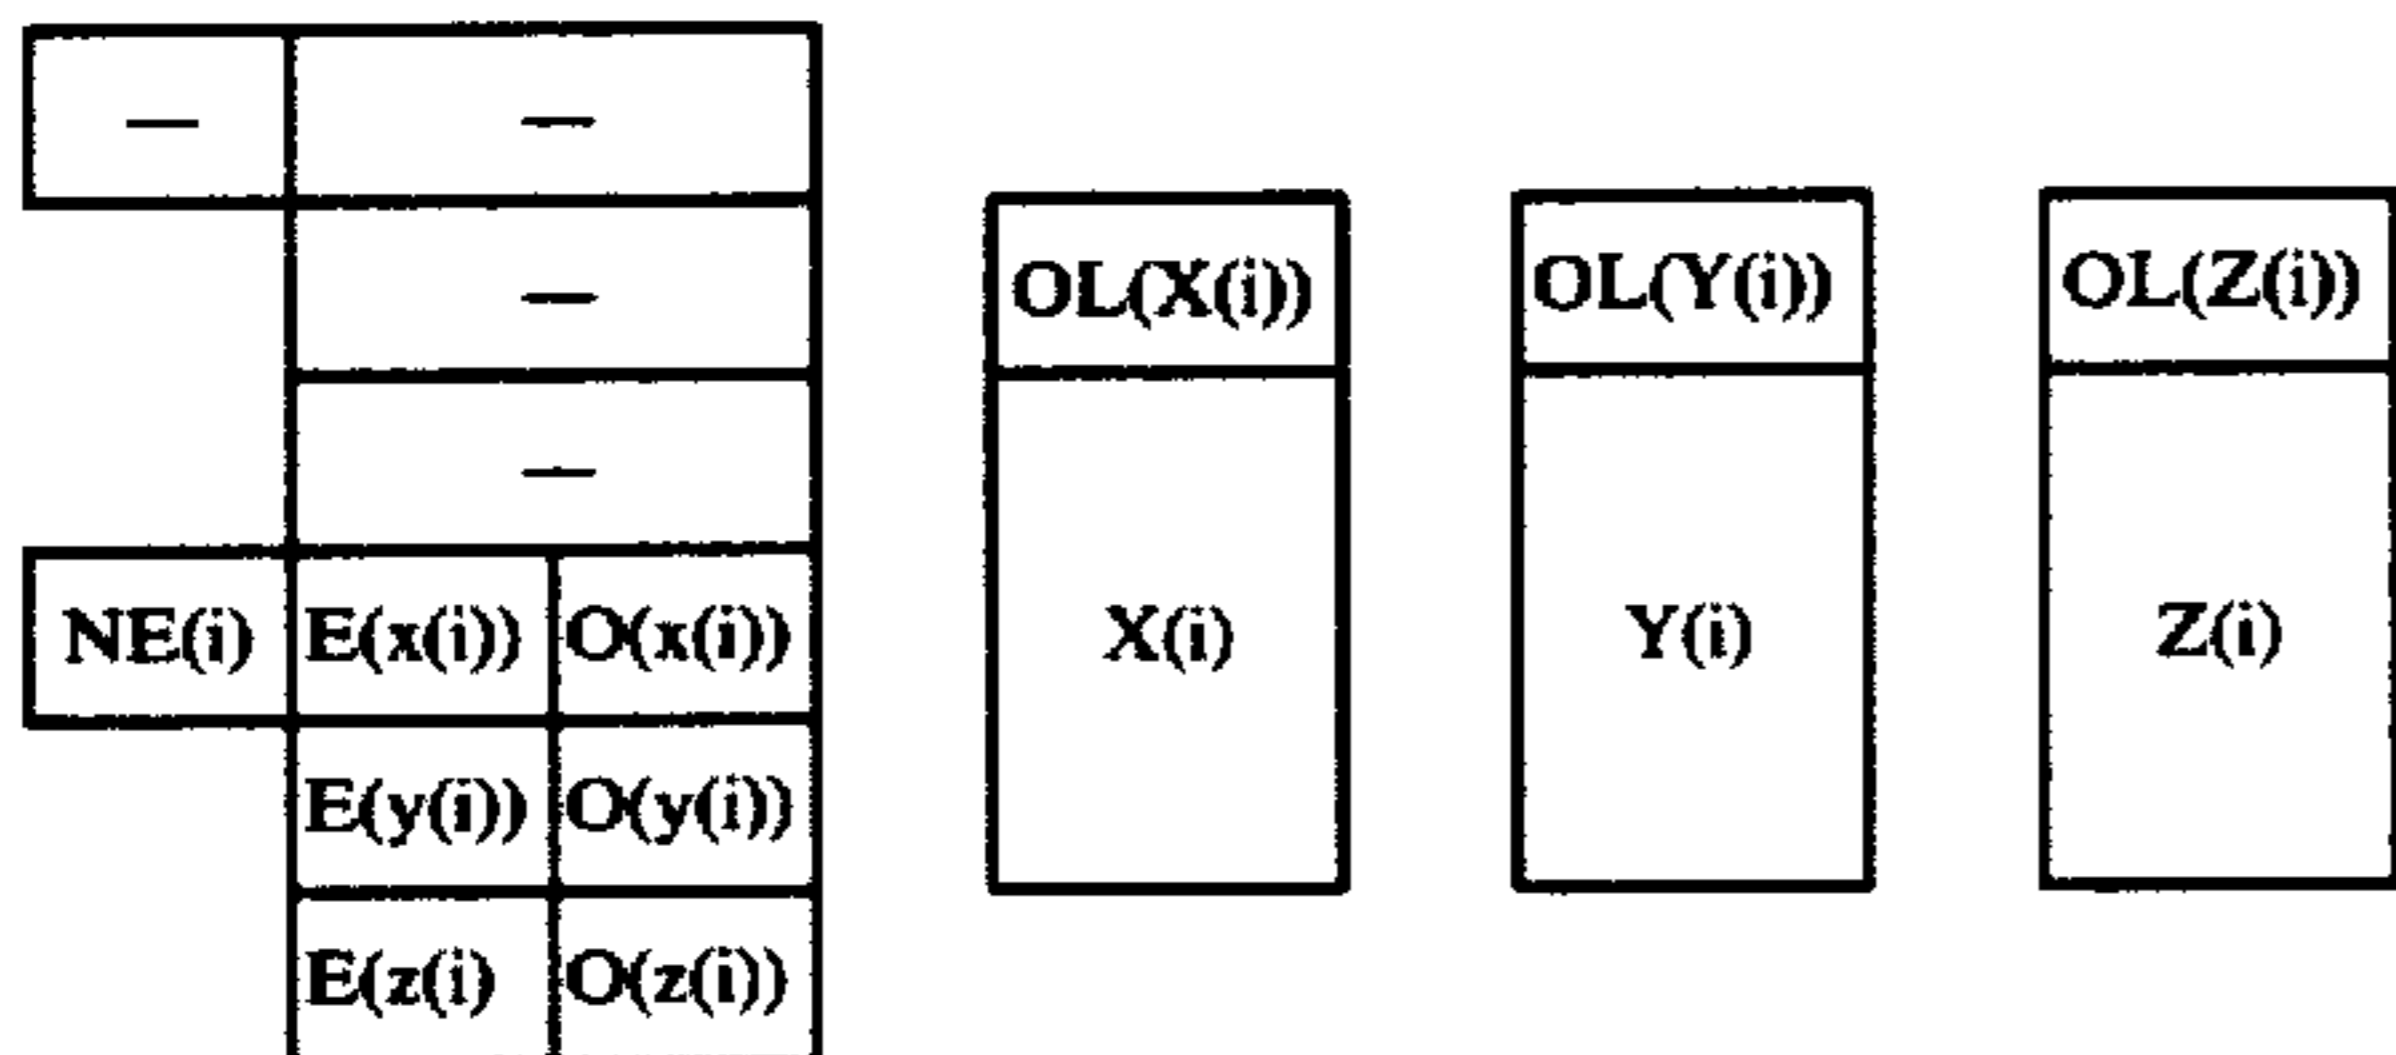 — —
—
—
OL(X(i)) OL(Y(i)) OL(Z(i))
NE(i) E(x(i)) O(x(i)) X(i) Y(i) Z(i)
E(y(i)) O(y(i))
E(z(i) O(z(i))